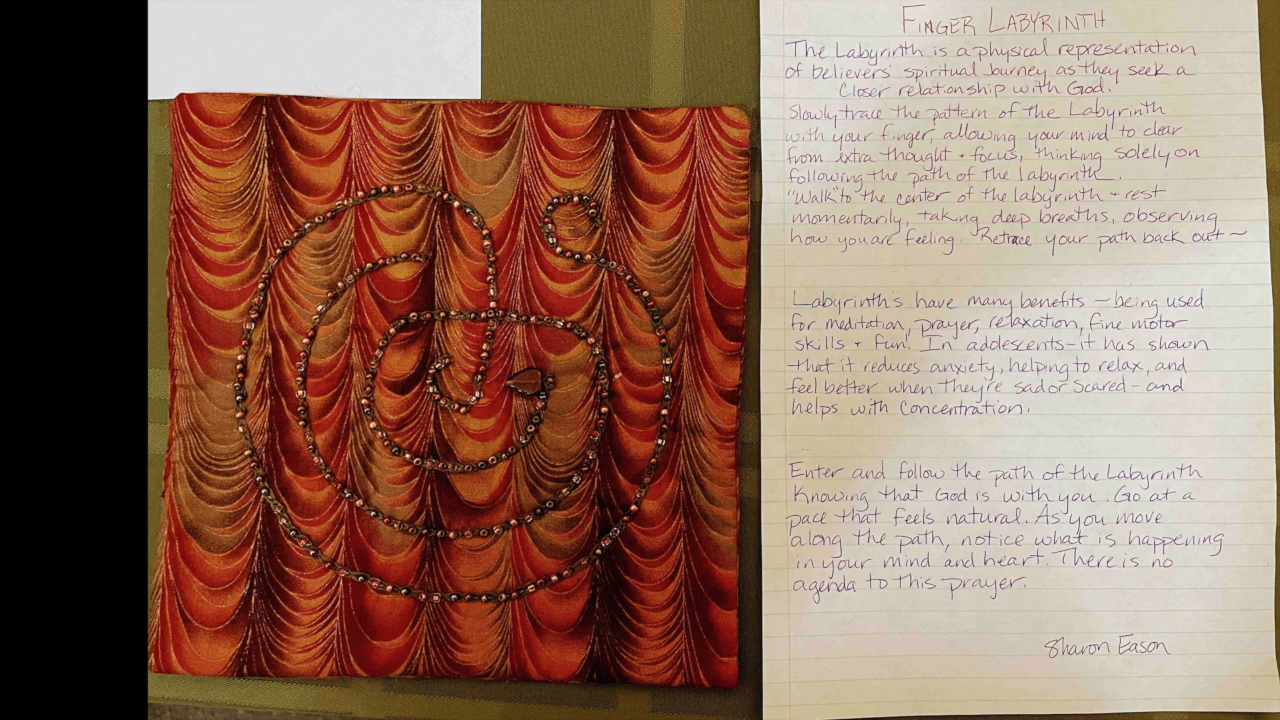 FINGER LABYRINTH
The Labyrinth is a physical representation
of believers' spiritual journey as they seek a
closer relationship with God.
Slowly trace the pattern of the Labyrinth
with your finger, allowing your mind to clear
from extra thought + focus, thinking solely on
following the path of the labyrinth.
"Walk" to the center of the labyrinth + rest
momentarily, taking deep breaths, observing
how you are feeling. Retrace your path back out ~
Labyrinth's have many benefits - being used
for meditation, prayer, relaxation, fine motor
skills + fun! In adolescents - it has shown
that it reduces anxiety, helping to relax, and
feel better when they're sad or scared - and
helps with concentration.
Enter and follow the path of the Labyrinth
Knowing that God is with you. Go at a
pace that feels natural. As you move
along the path, notice what is happening
in your mind and heart. There is no
agenda to this prayer.
Sharon Eason